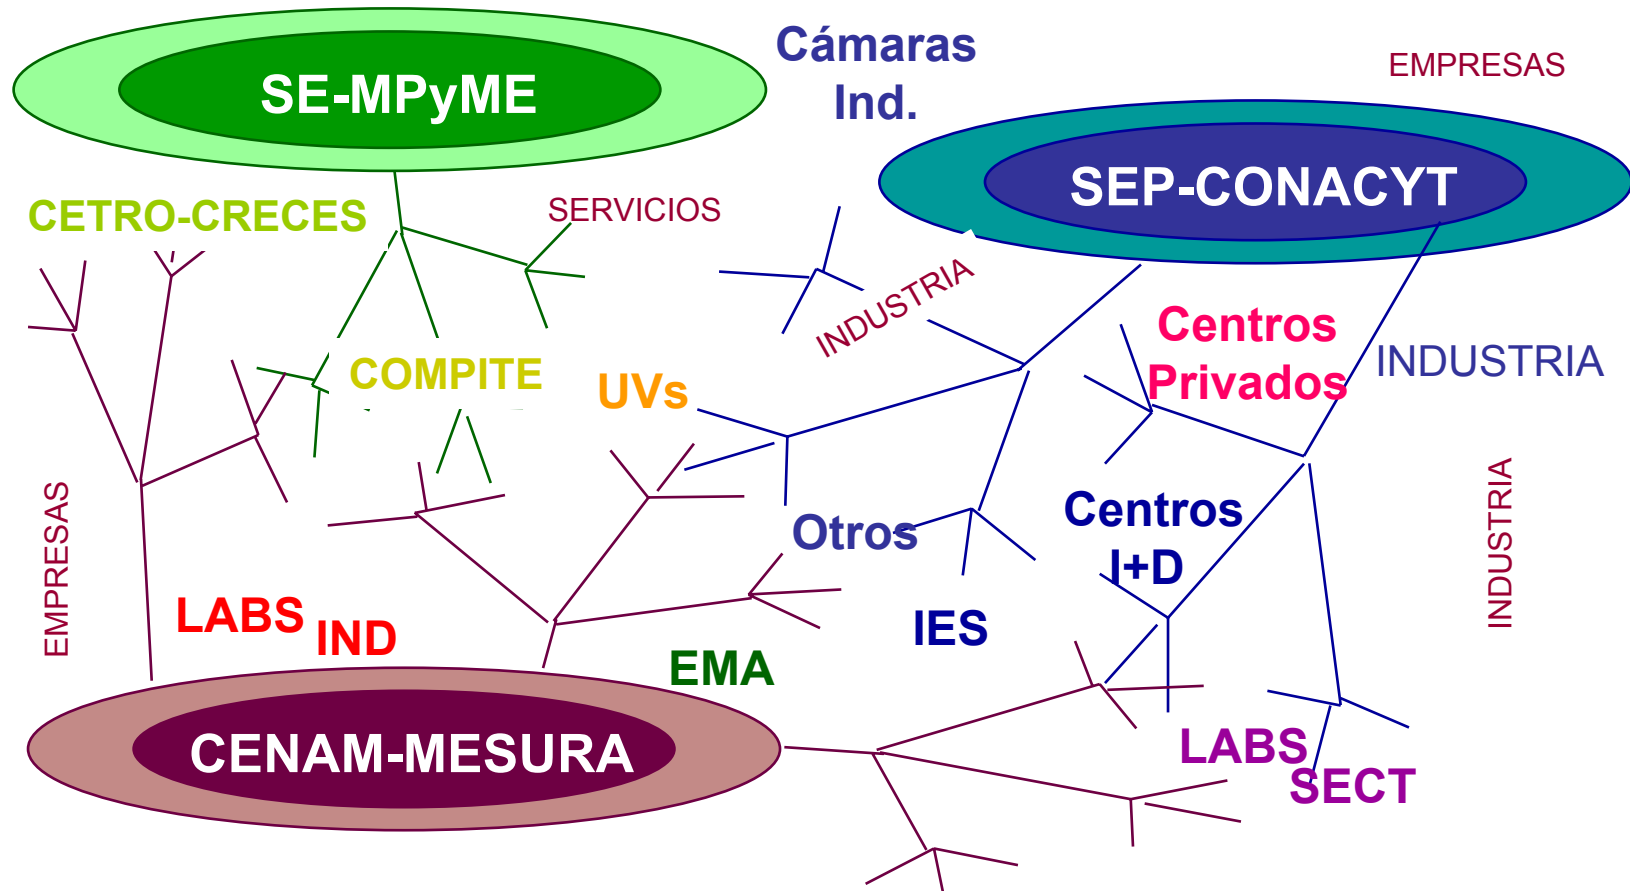 Cámaras
Ind.
EMPRESAS
SE-MPyME
SEP-CONACYT
CETRO-CRECES
SERVICIOS
INDUSTRIA
Centros
Privados
INDUSTRIA
COMPITE
UVs
EMPRESAS
Otros
Centros
I+D
INDUSTRIA
LABS
IND
IES
EMA
CENAM-MESURA
LABS
SECT